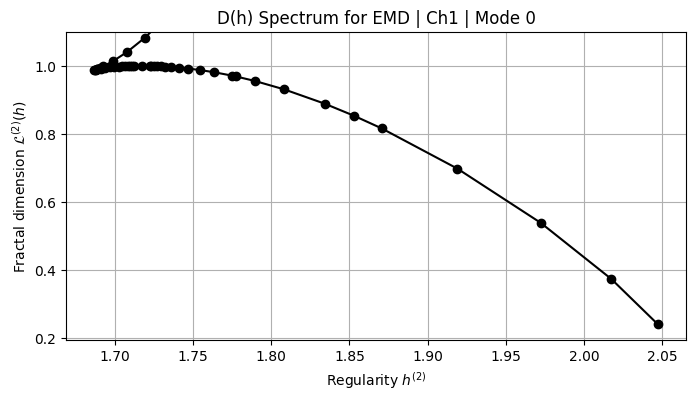 D(h) Spectrum for EMD | Ch1 | Mode 0
Fractal dimension ℒ⁽²⁾(h)
1.0
0.8
0.6
0.4
0.2
1.70 1.75 1.80 1.85 1.90 1.95 2.00 2.05
Regularity h⁽²⁾